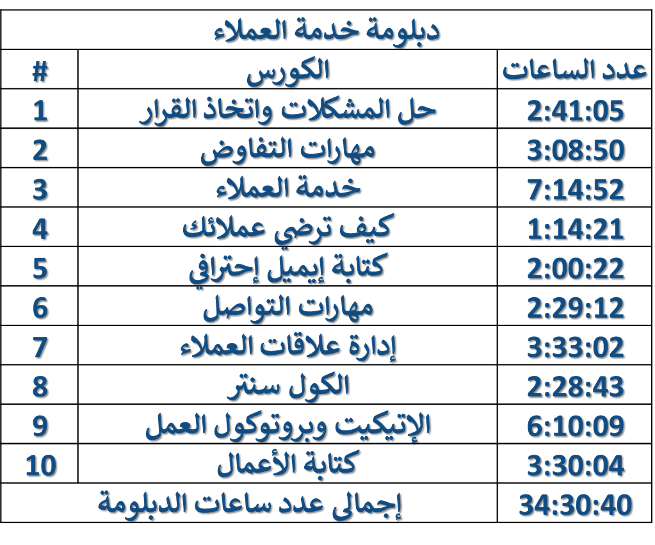 دبلومة خدمة العملاء
# الكورس عدد الساعات
1 حل المشكلات واتخاذ القرار 2:41:05
2 مهارات التفاوض 3:08:50
3 خدمة العملاء 7:14:52
4 كيف ترضي عملائك 1:14:21
5 كتابة إيميل إحترافي 2:00:22
6 مهارات التواصل 2:29:12
7 إدارة علاقات العملاء 3:33:02
8 الكول سنتر 2:28:43
9 الإتيكيت وبروتوكول العمل 6:10:09
10 كتابة الأعمال 3:30:04
إجمالي عدد ساعات الدبلومة 34:30:40